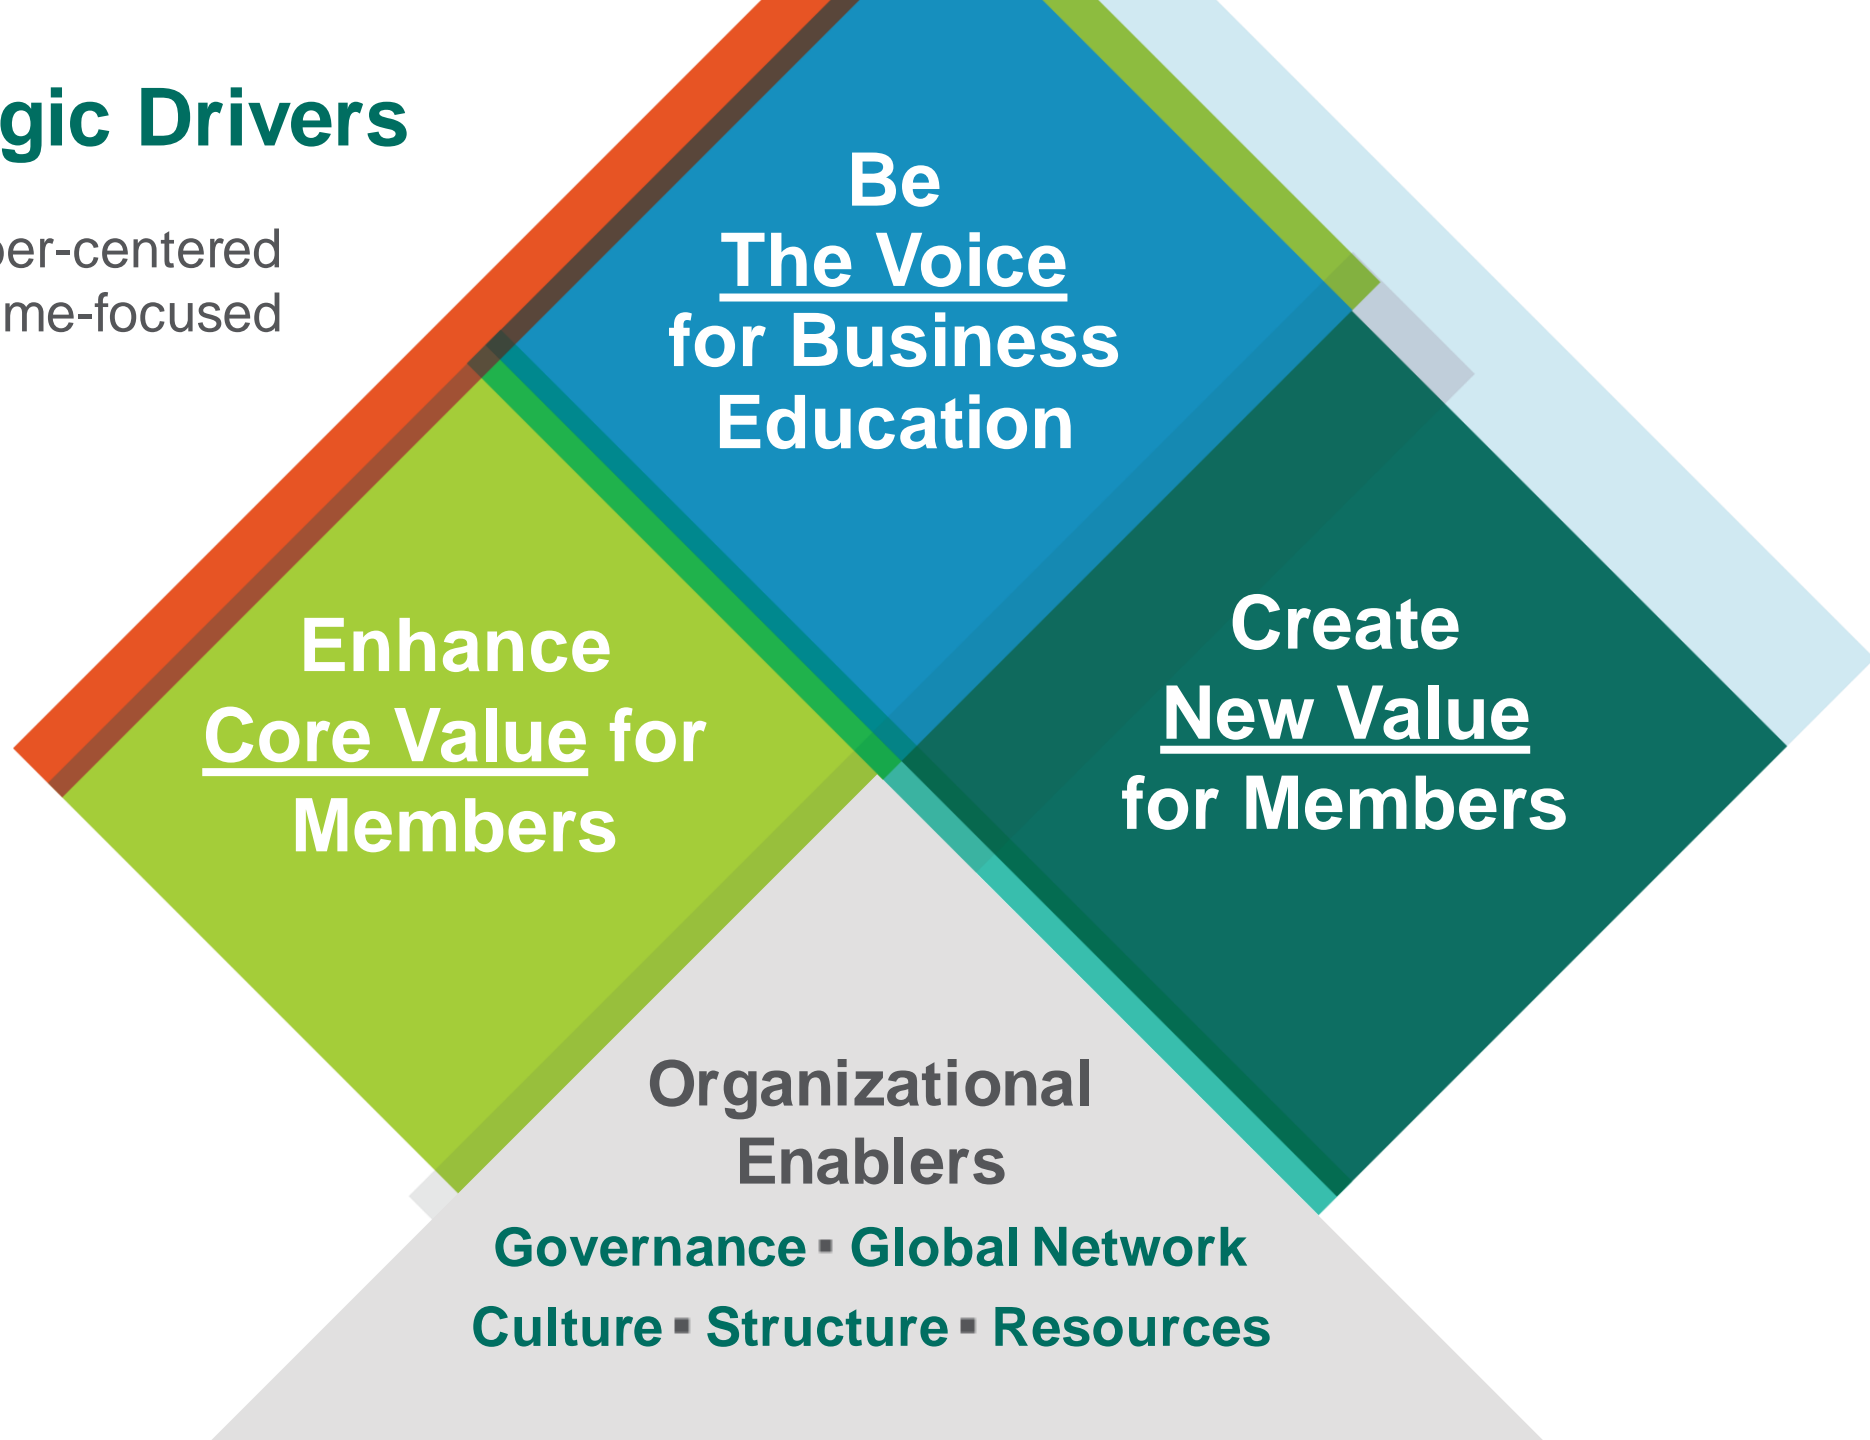 gic Drivers
ber-centered
me-focused
Be
The Voice
for Business
Education
Enhance
Core Value for
Members
Create
New Value
for Members
Organizational
Enablers
Governance ▪ Global Network
Culture ▪ Structure ▪ Resources